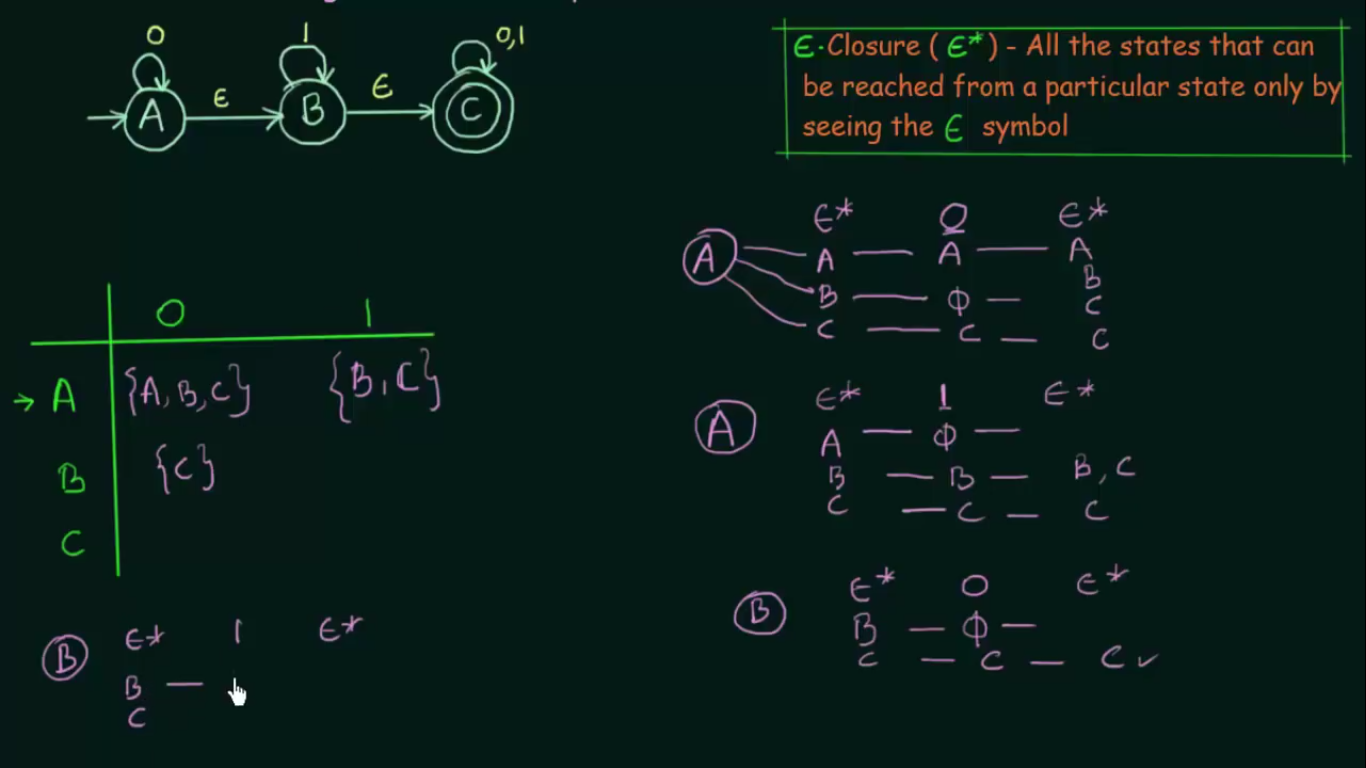 0 1 0,1
A ϵ B ϵ C
ϵ-Closure ( ϵ* ) - All the states that can
be reached from a particular state only by
seeing the ϵ symbol
ϵ* 0 ϵ*
A A — A — A
B — Φ — B
C
C — C — C
0 1
→ A {A, B, C} {B, C}
B {C}
C
ϵ* 1 ϵ*
A A — Φ —
B — B — B, C
C — C — C
ϵ* 0 ϵ*
B B — Φ —
C — C — C ✓
B ϵ* 1 ϵ*
B —
C